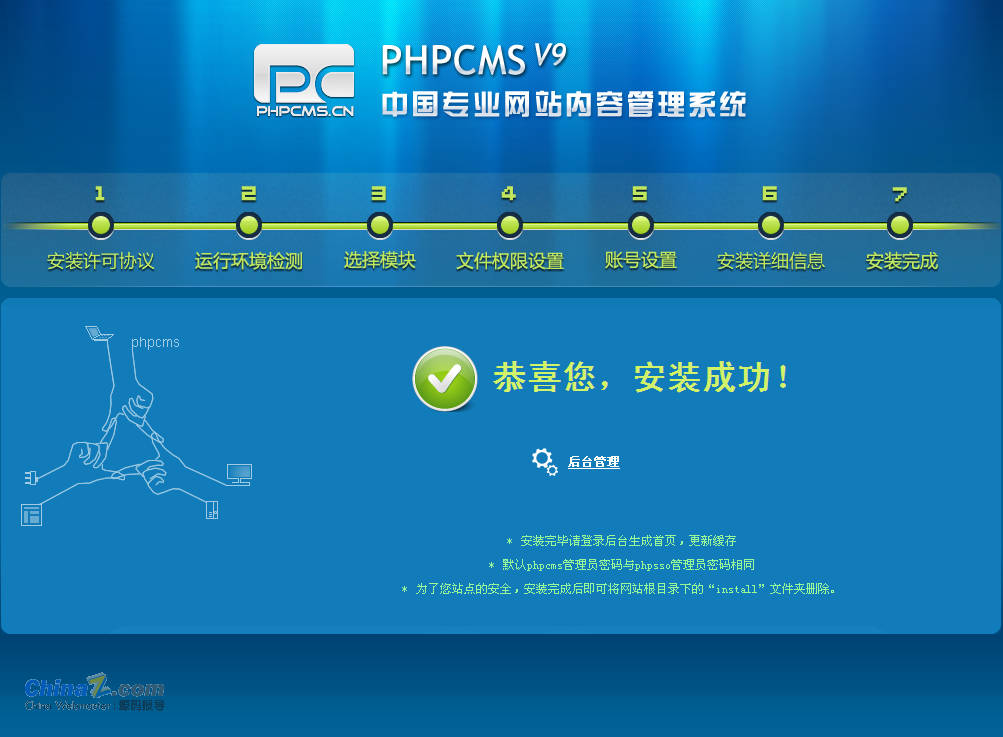 PHPCMS V9
PHPCMS.CN
中国专业网站内容管理系统
1 2 3 4 5 6 7
安装许可协议 运行环境检测 选择模块 文件权限设置 账号设置 安装详细信息 安装完成
phpcms
恭喜您，安装成功！
后台管理
* 安装完毕请登录后台生成首页，更新缓存
* 默认phpcms管理员密码与phpsso管理员密码相同
* 为了您站点的安全，安装完成后即可将网站根目录下的“install”文件夹删除。
ChinaZ.com
China Webmaster 源码报导